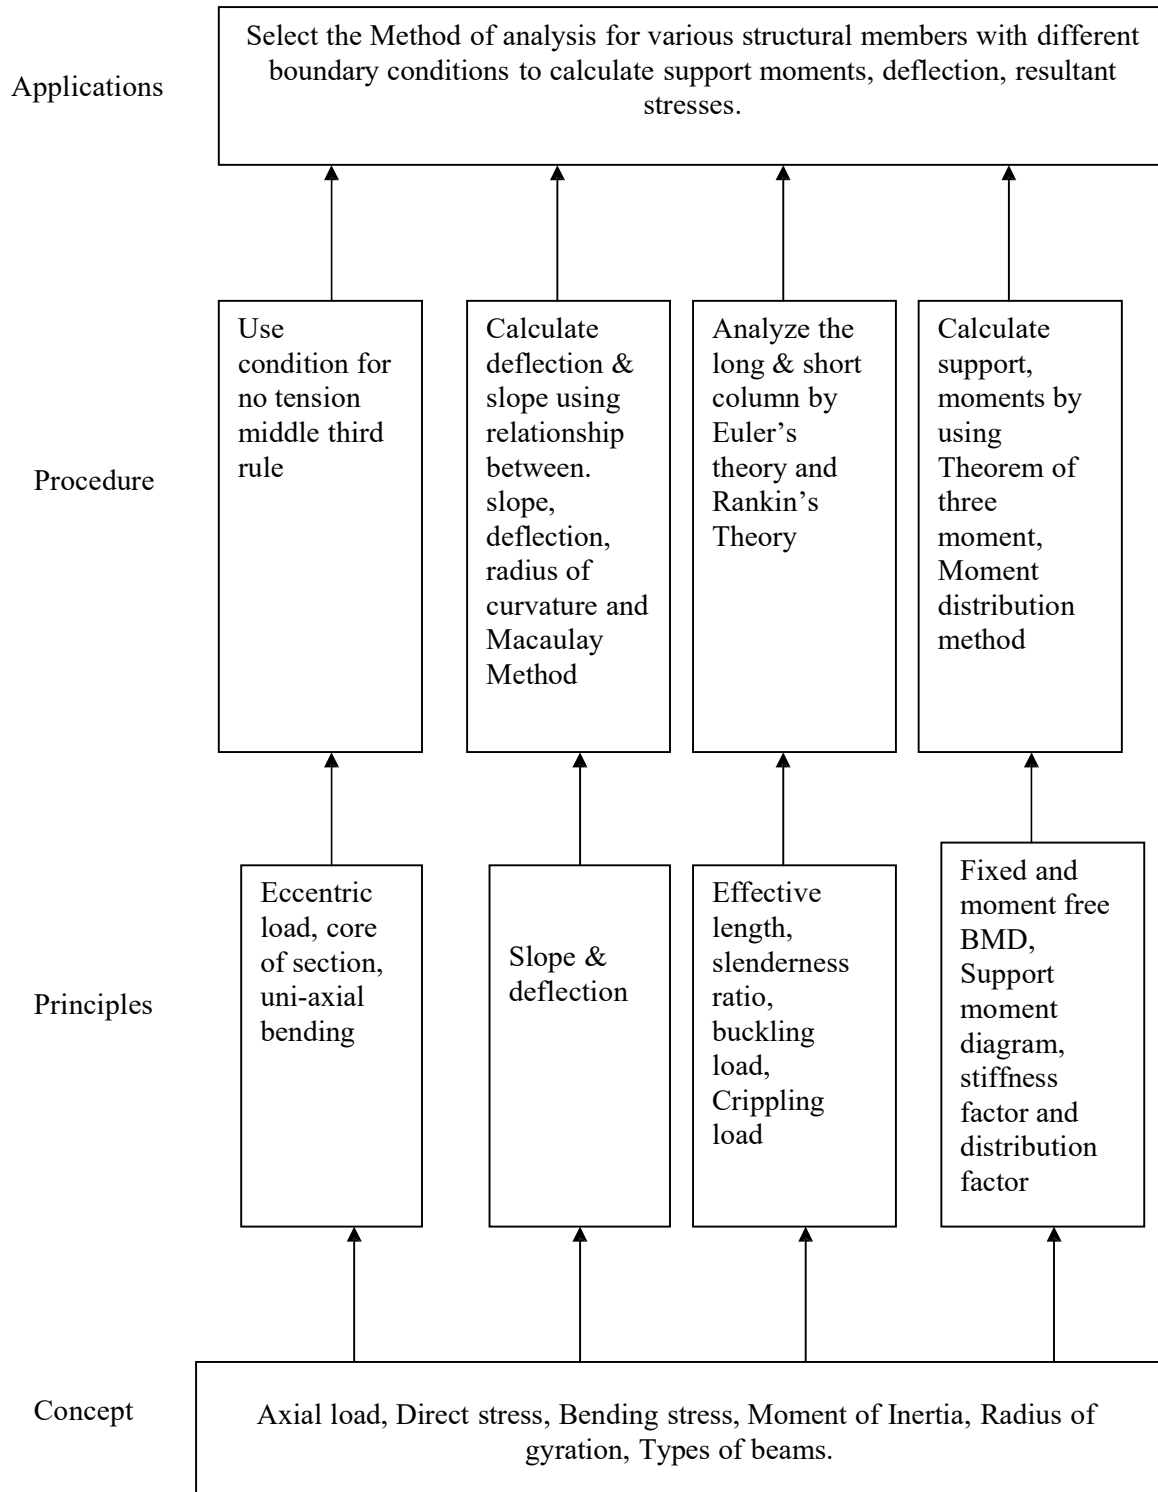 Applications
Select the Method of analysis for various structural members with different
boundary conditions to calculate support moments, deflection, resultant
stresses.
Procedure
Use
condition for
no tension
middle third
rule
Calculate
deflection &
slope using
relationship
between.
slope,
deflection,
radius of
curvature and
Macaulay
Method
Analyze the
long & short
column by
Euler’s
theory and
Rankin’s
Theory
Calculate
support,
moments by
using
Theorem of
three
moment,
Moment
distribution
method
Principles
Eccentric
load, core
of section,
uni-axial
bending
Slope &
deflection
Effective
length,
slenderness
ratio,
buckling
load,
Crippling
load
Fixed and
moment free
BMD,
Support
moment
diagram,
stiffness
factor and
distribution
factor
Concept
Axial load, Direct stress, Bending stress, Moment of Inertia, Radius of
gyration, Types of beams.